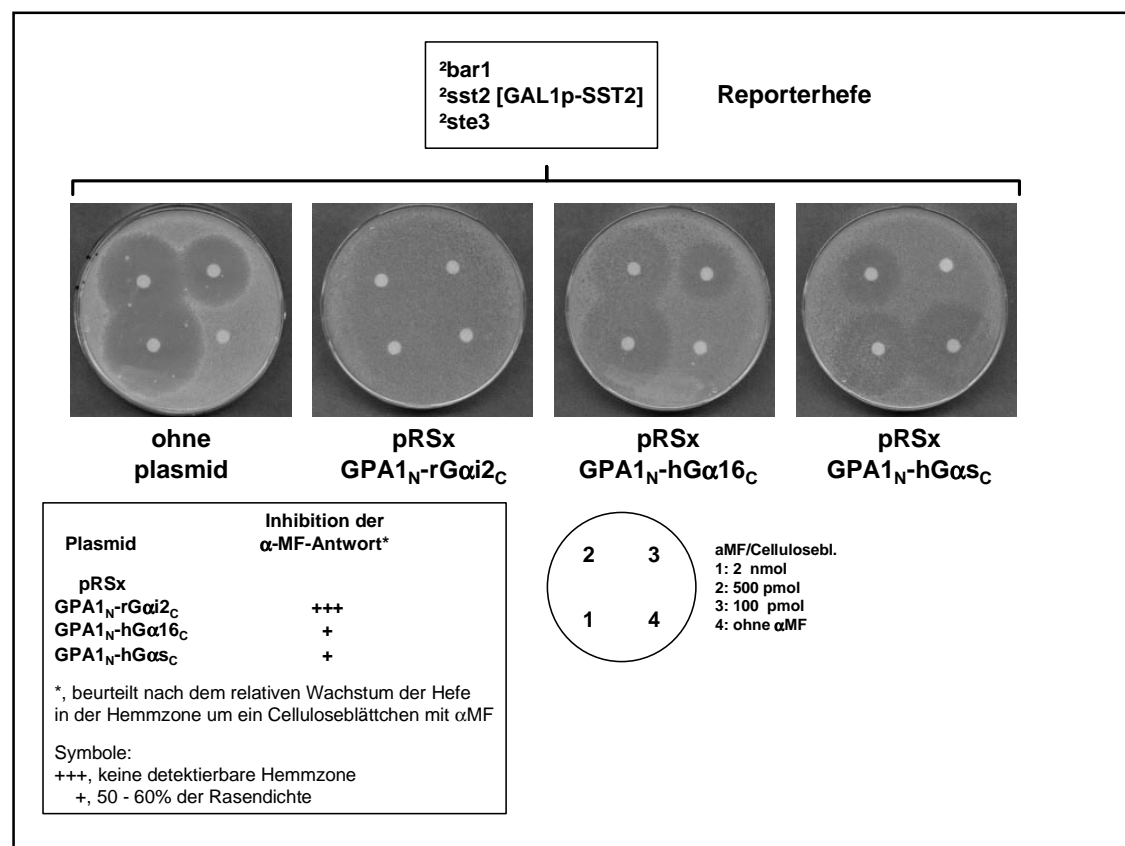 ²bar1
²sst2 [GAL1p-SST2]
²ste3
Reporterhefe
ohne
plasmid
pRSx
GPA1N-rGαi2C
pRSx
GPA1N-hGα16C
pRSx
GPA1N-hGαsC
Plasmid
Inhibition der
α-MF-Antwort*
pRSx
GPA1N-rGαi2C +++
GPA1N-hGα16C +
GPA1N-hGαsC +
*, beurteilt nach dem relativen Wachstum der Hefe
in der Hemmzone um ein Celluloseblättchen mit αMF
Symbole:
+++, keine detektierbare Hemmzone
+, 50 - 60% der Rasendichte
2 3
1 4
aMF/Cellulosebl.
1: 2 nmol
2: 500 pmol
3: 100 pmol
4: ohne αMF